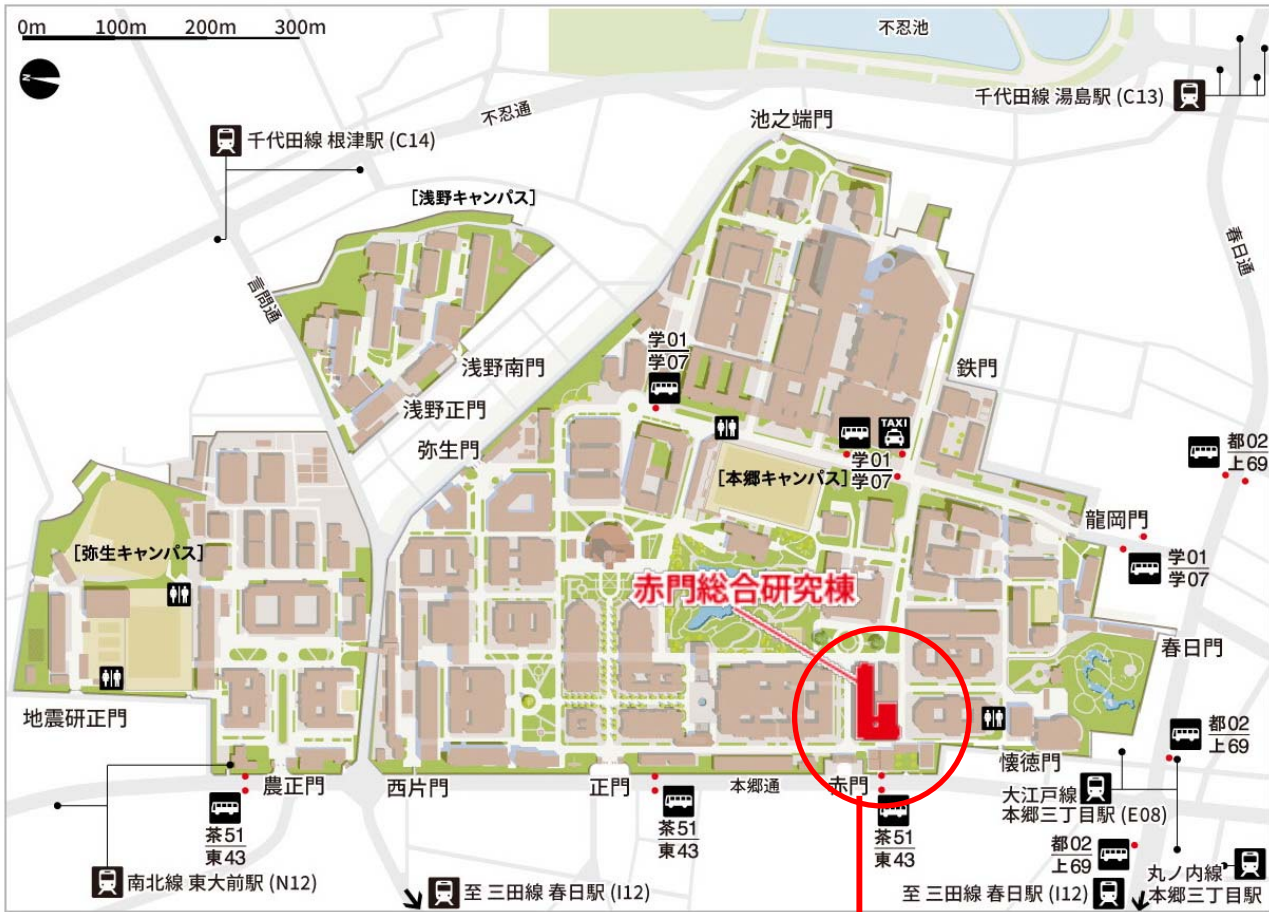 0m 100m 200m 300m
N
不忍池
千代田線 湯島駅 (C13)
不忍通
池之端門
千代田線 根津駅 (C14)
[浅野キャンパス]
春日通
言問通
学01
学07
浅野南門
鉄門
浅野正門
TAXI
弥生門
学01
学07
都02
上69
[本郷キャンパス]
龍岡門
[弥生キャンパス]
学01
学07
赤門総合研究棟
春日門
地震研正門
都02
上69
懐徳門
農正門
西片門
正門
本郷通
赤門
大江戸線
本郷三丁目駅 (E08)
茶51
東43
茶51
東43
茶51
東43
都02
上69
丸ノ内線
本郷三丁目駅
南北線 東大前駅 (N12)
至 三田線 春日駅 (I12)
至 三田線 春日駅 (I12)